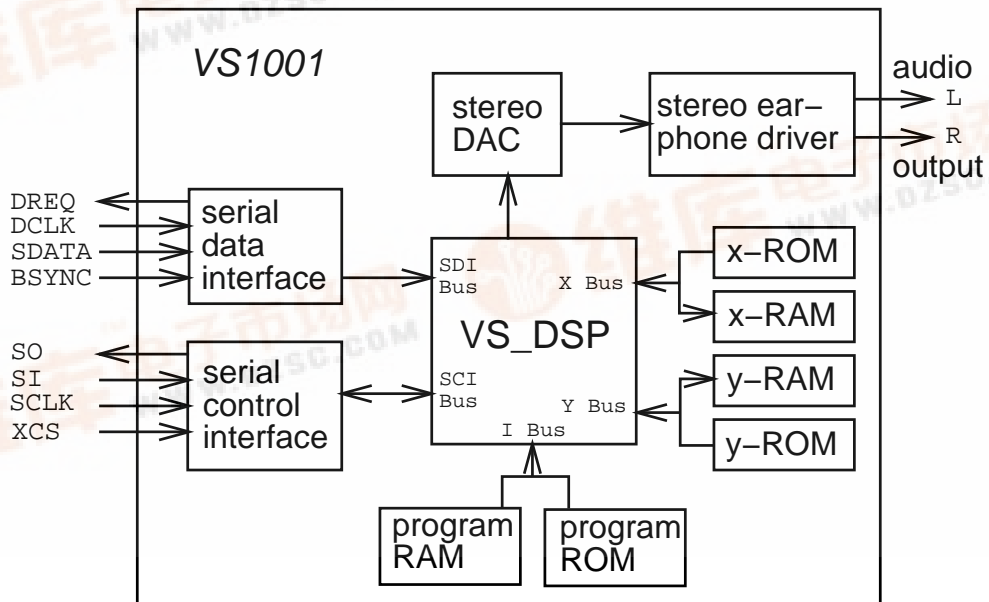 VS1001
stereo
DAC
stereo ear-
phone driver
audio
L
R
output
DREQ
DCLK
SDATA
BSYNC
serial
data
interface
SDI
Bus
X Bus
x-ROM
x-RAM
VS_DSP
SO
SI
SCLK
XCS
serial
control
interface
SCI
Bus
Y Bus
I Bus
y-RAM
y-ROM
program
RAM
program
ROM